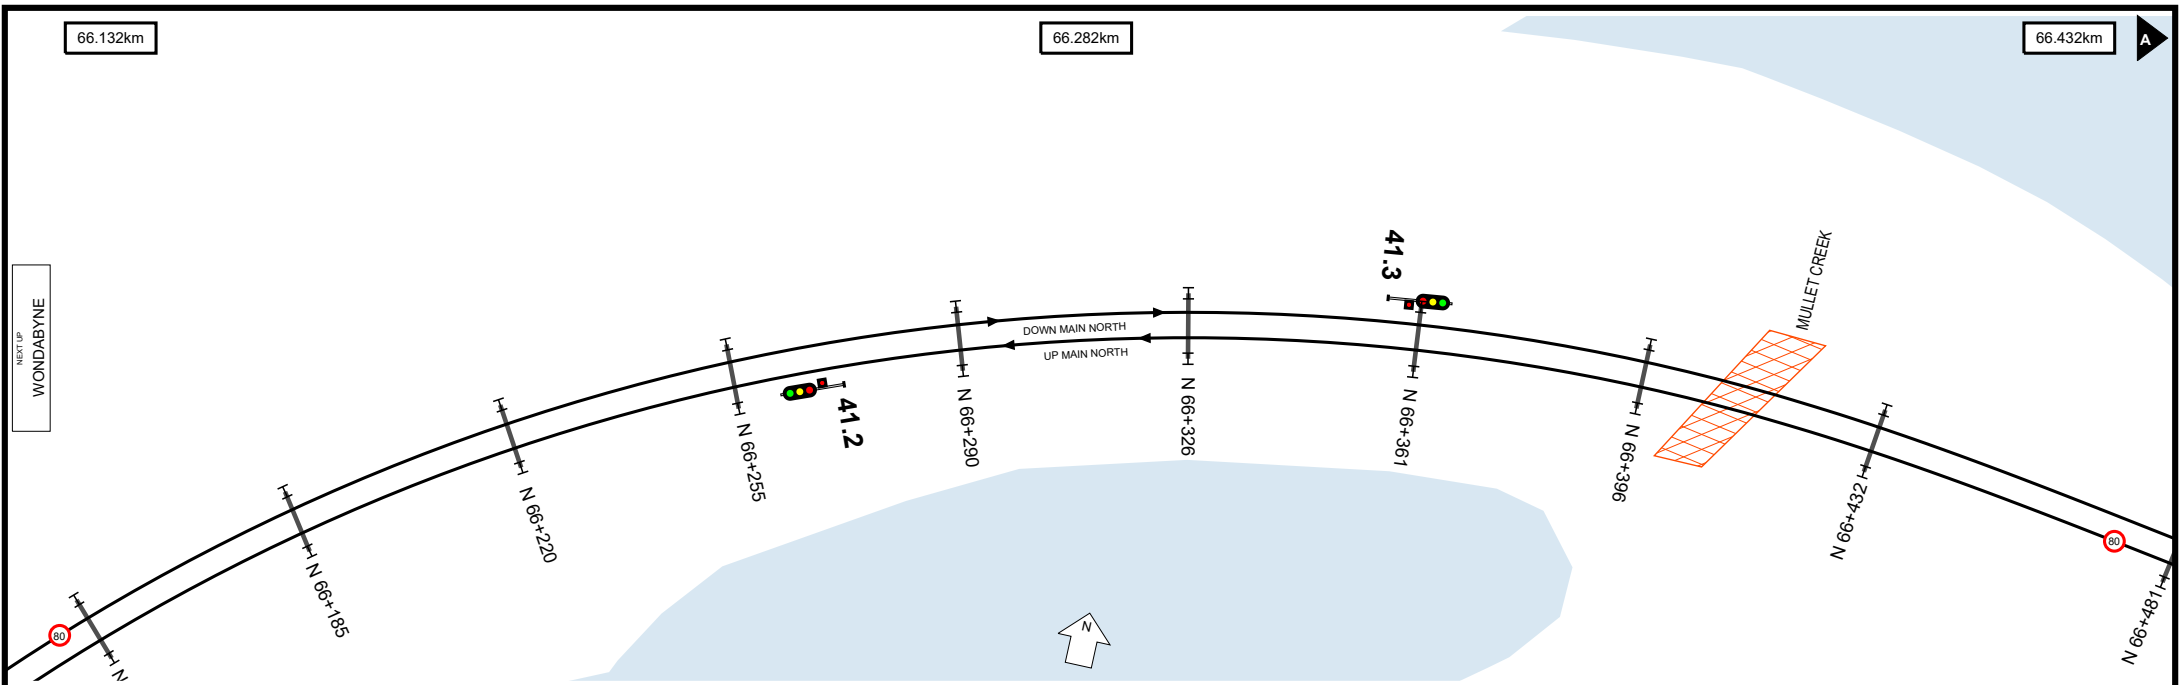 66.132km
66.282km
66.432km
A
NEXT UP
WONDABYNE
41.3
MULLET CREEK
DOWN MAIN NORTH
UP MAIN NORTH
41.2
N 66+185
N 66+220
N 66+255
N 66+290
N 66+326
N 66+361
N 66+396
N 66+432
N 66+481
80
80
N
N